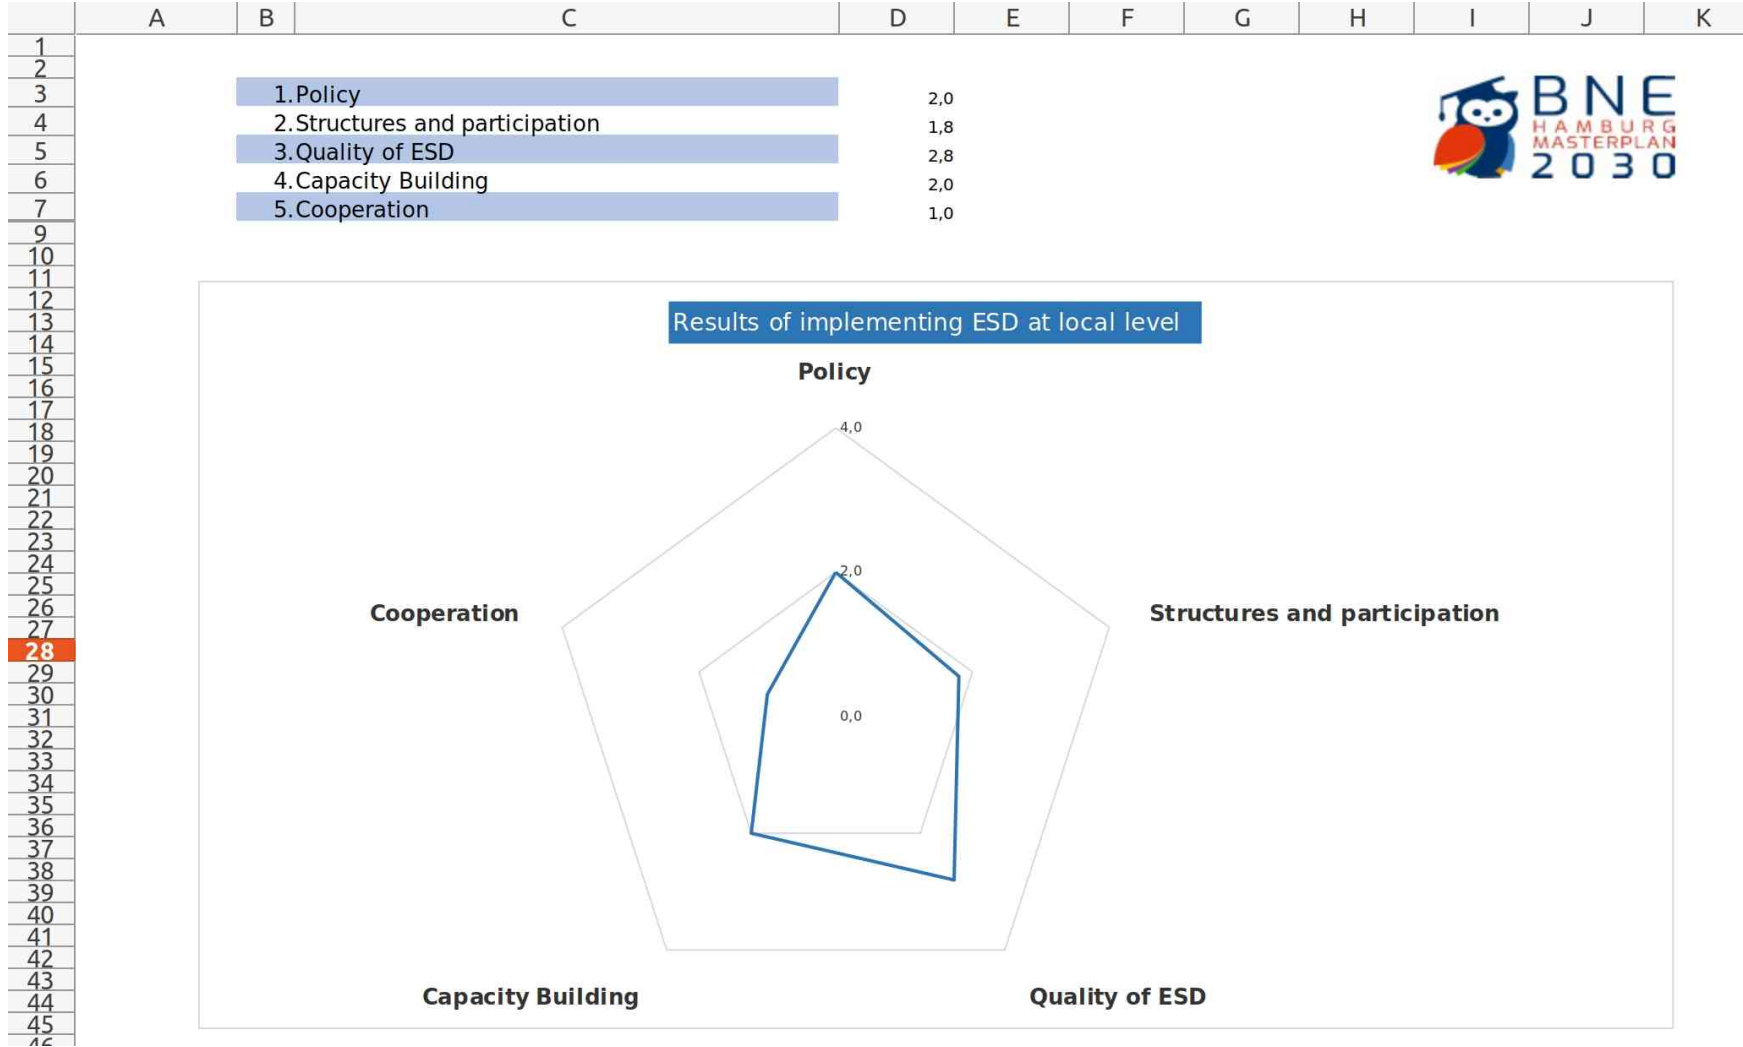 A B C D E F G H I J K
1
2
3 1. Policy 2,0
4 2. Structures and participation 1,8
5 3. Quality of ESD 2,8
6 4. Capacity Building 2,0
7 5. Cooperation 1,0
BNE
HAMBURG
MASTERPLAN
2030
9
10
11
12
13
14
15
16
17
18
19
20
21
22
23
24
25
26
27
28
29
30
31
32
33
34
35
36
37
38
39
40
41
42
43
44
45
46
Results of implementing ESD at local level
Policy
4,0
2,0
Cooperation
Structures and participation
0,0
Capacity Building
Quality of ESD